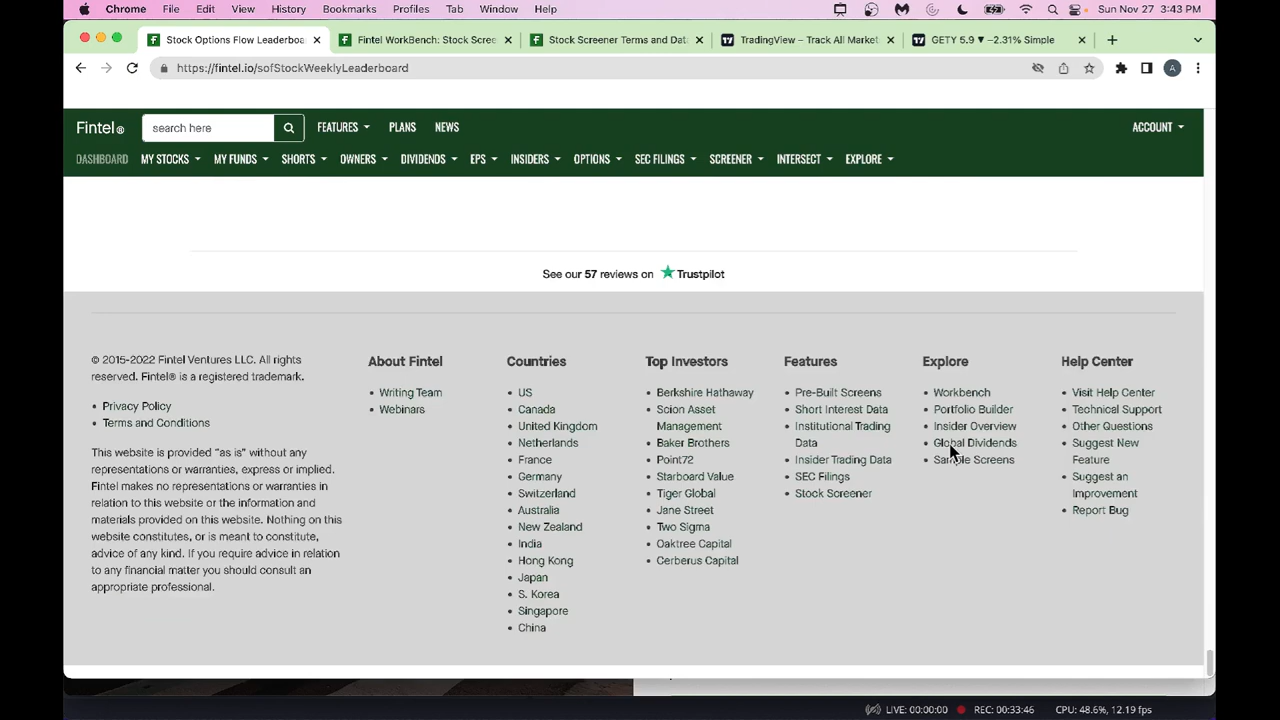 Chrome File Edit View History Bookmarks Profiles Tab Window Help Sun Nov 27 3:43 PM
Stock Options Flow Leaderboa Fintel WorkBench: Stock Scree Stock Screener Terms and Dat TradingView – Track All Market GETY 5.9 ▼ −2.31% Simple
https://fintel.io/sofStockWeeklyLeaderboard A
Fintel® search here FEATURES PLANS NEWS ACCOUNT
DASHBOARD MY STOCKS MY FUNDS SHORTS OWNERS DIVIDENDS EPS INSIDERS OPTIONS SEC FILINGS SCREENER INTERSECT EXPLORE
See our 57 reviews on Trustpilot
© 2015-2022 Fintel Ventures LLC. All rights
reserved. Fintel® is a registered trademark.
• Privacy Policy
• Terms and Conditions
This website is provided “as is” without any
representations or warranties, express or implied.
Fintel makes no representations or warranties in
relation to this website or the information and
materials provided on this website. Nothing on this
website constitutes, or is meant to constitute,
advice of any kind. If you require advice in relation
to any financial matter you should consult an
appropriate professional.
About Fintel
• Writing Team
• Webinars
Countries
• US
• Canada
• United Kingdom
• Netherlands
• France
• Germany
• Switzerland
• Australia
• New Zealand
• India
• Hong Kong
• Japan
• S. Korea
• Singapore
• China
Top Investors
• Berkshire Hathaway
• Scion Asset
Management
• Baker Brothers
• Point72
• Starboard Value
• Tiger Global
• Jane Street
• Two Sigma
• Oaktree Capital
• Cerberus Capital
Features
• Pre-Built Screens
• Short Interest Data
• Institutional Trading
Data
• Insider Trading Data
• SEC Filings
• Stock Screener
Explore
• Workbench
• Portfolio Builder
• Insider Overview
• Global Dividends
• Sample Screens
Help Center
• Visit Help Center
• Technical Support
• Other Questions
• Suggest New
Feature
• Suggest an
Improvement
• Report Bug
LIVE: 00:00:00 REC: 00:33:46 CPU: 48.6%, 12.19 fps